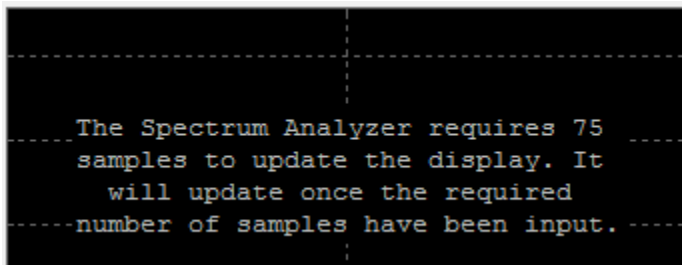 The Spectrum Analyzer requires 75
samples to update the display. It
will update once the required
number of samples have been input.